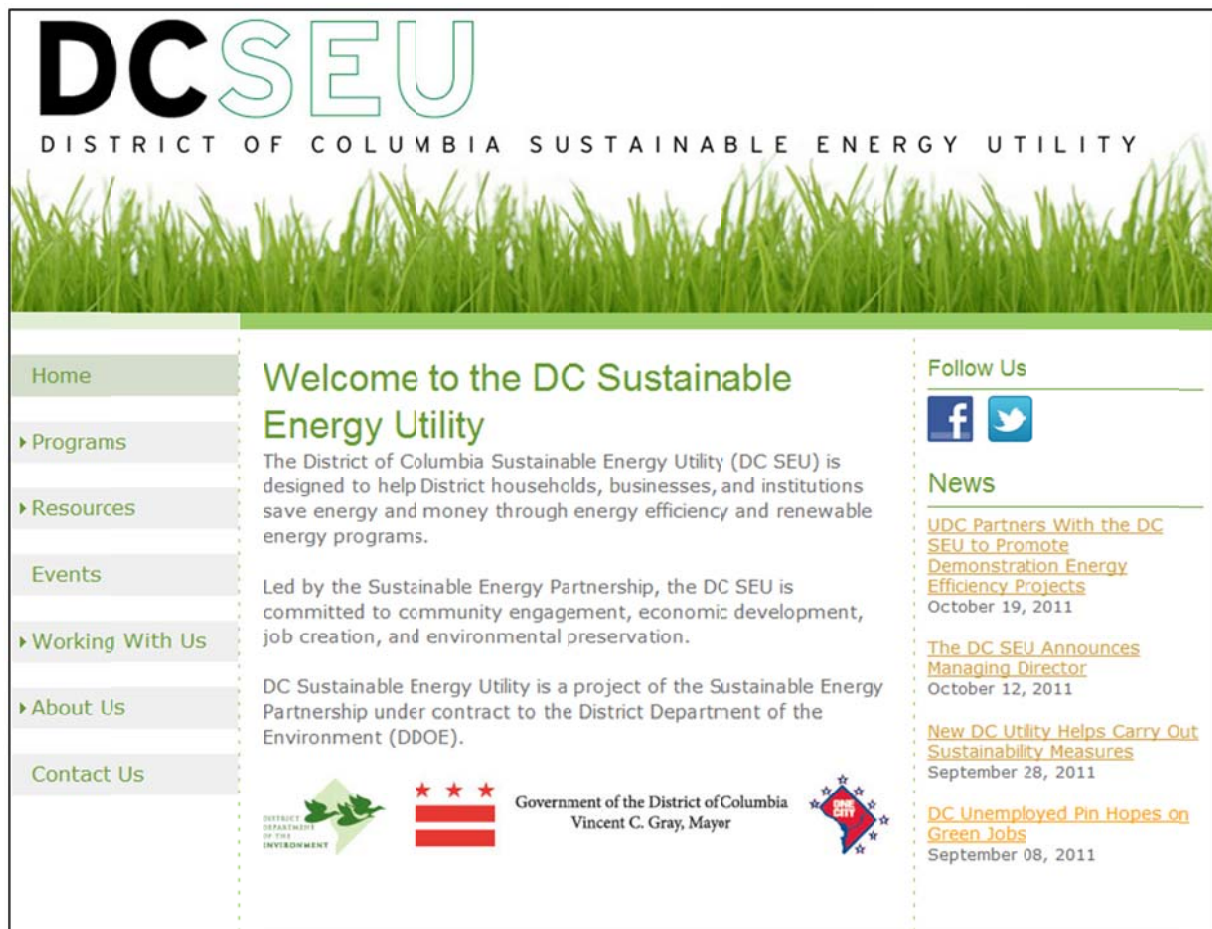 DCSEU
DISTRICT OF COLUMBIA SUSTAINABLE ENERGY UTILITY
Home
Programs
Resources
Events
Working With Us
About Us
Contact Us
Welcome to the DC Sustainable
Energy Utility
The District of Columbia Sustainable Energy Utility (DC SEU) is
designed to help District households, businesses, and institutions
save energy and money through energy efficiency and renewable
energy programs.
Led by the Sustainable Energy Partnership, the DC SEU is
committed to community engagement, economic development,
job creation, and environmental preservation.
DC Sustainable Energy Utility is a project of the Sustainable Energy
Partnership under contract to the District Department of the
Environment (DDOE).
DISTRICT
DEPARTMENT
OF THE
ENVIRONMENT
Government of the District of Columbia
Vincent C. Gray, Mayor
ONE
CITY
Follow Us
f
News
UDC Partners With the DC
SEU to Promote
Demonstration Energy
Efficiency Projects
October 19, 2011
The DC SEU Announces
Managing Director
October 12, 2011
New DC Utility Helps Carry Out
Sustainability Measures
September 28, 2011
DC Unemployed Pin Hopes on
Green Jobs
September 08, 2011